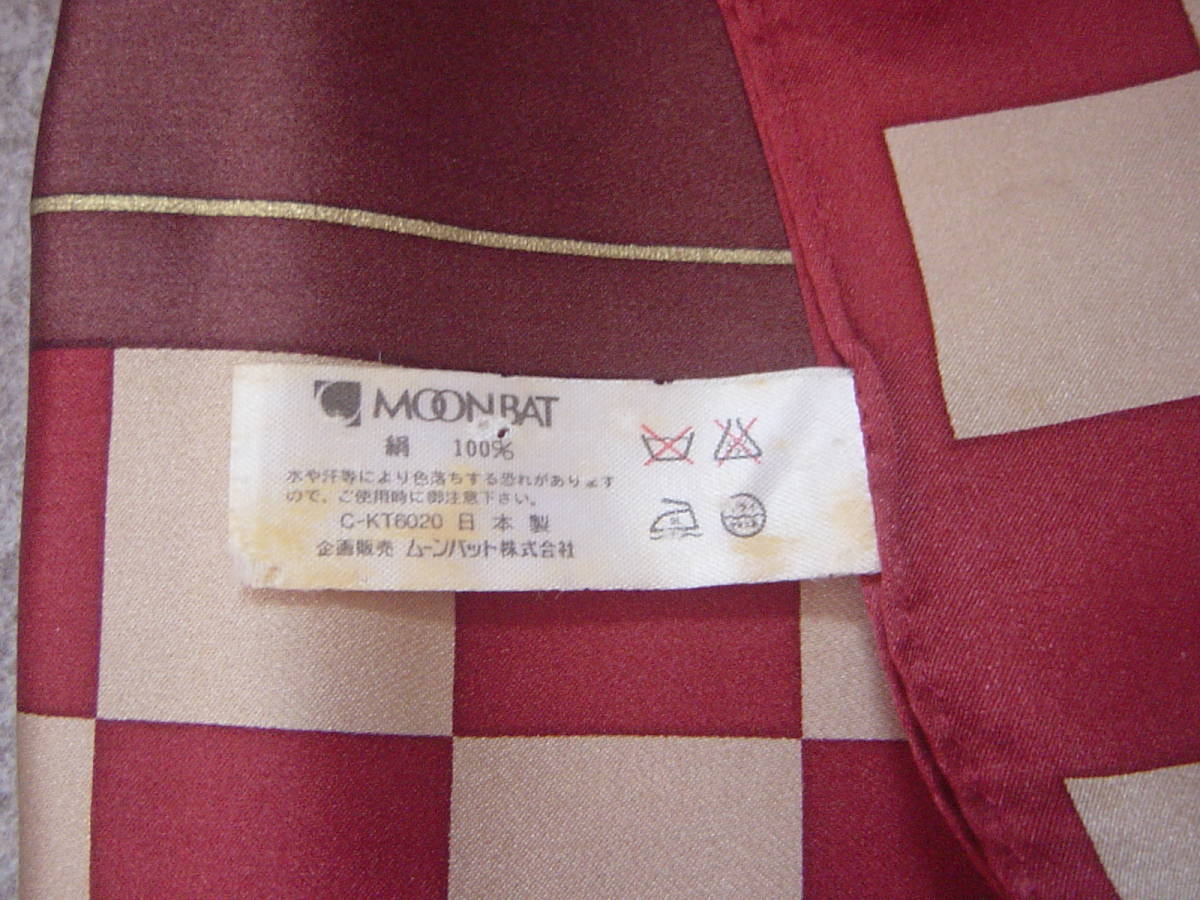 MOONBAT
絹 100%
水や汗等により色落ちする恐れがあります
ので、ご使用時に御注意下さい。
C-KT6020 日本製
企画販売 ムーンバット株式会社